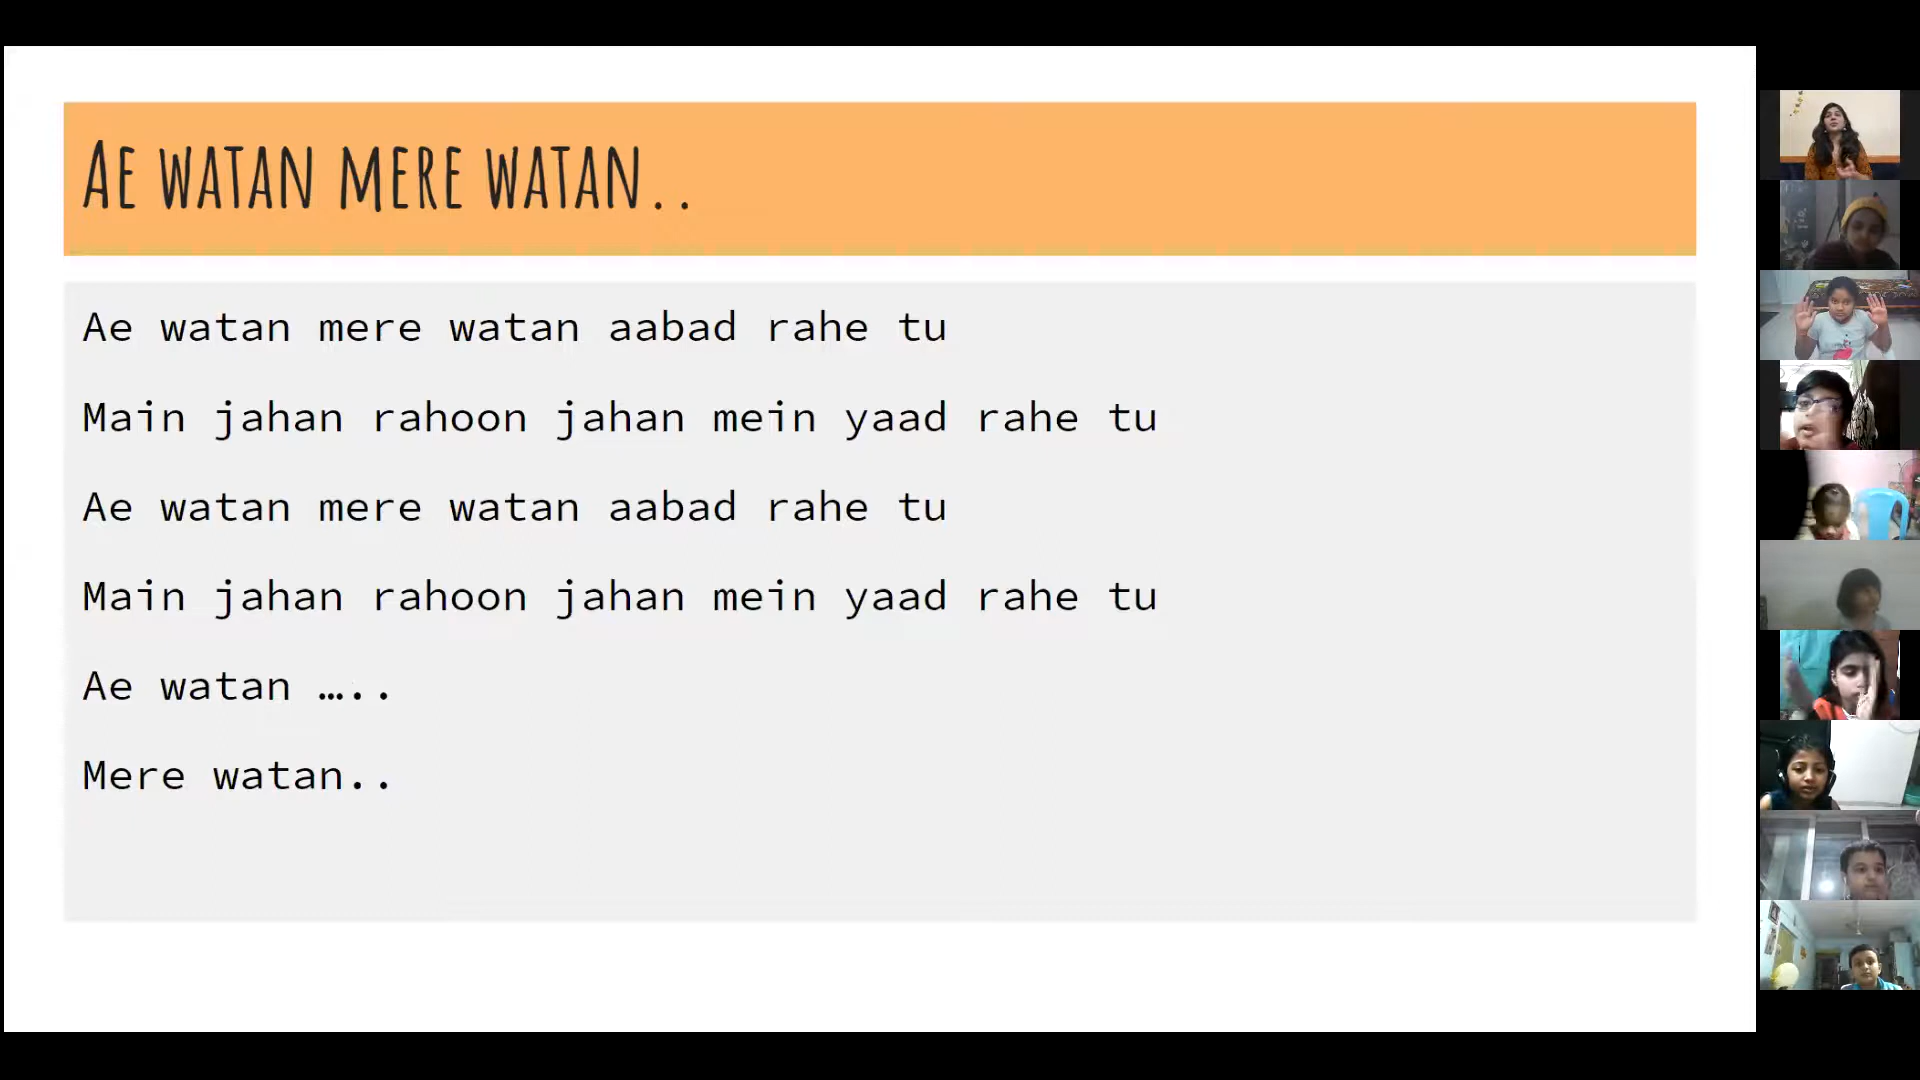 AE WATAN MERE WATAN..
Ae watan mere watan aabad rahe tu
Main jahan rahoon jahan mein yaad rahe tu
Ae watan mere watan aabad rahe tu
Main jahan rahoon jahan mein yaad rahe tu
Ae watan …..
Mere watan..